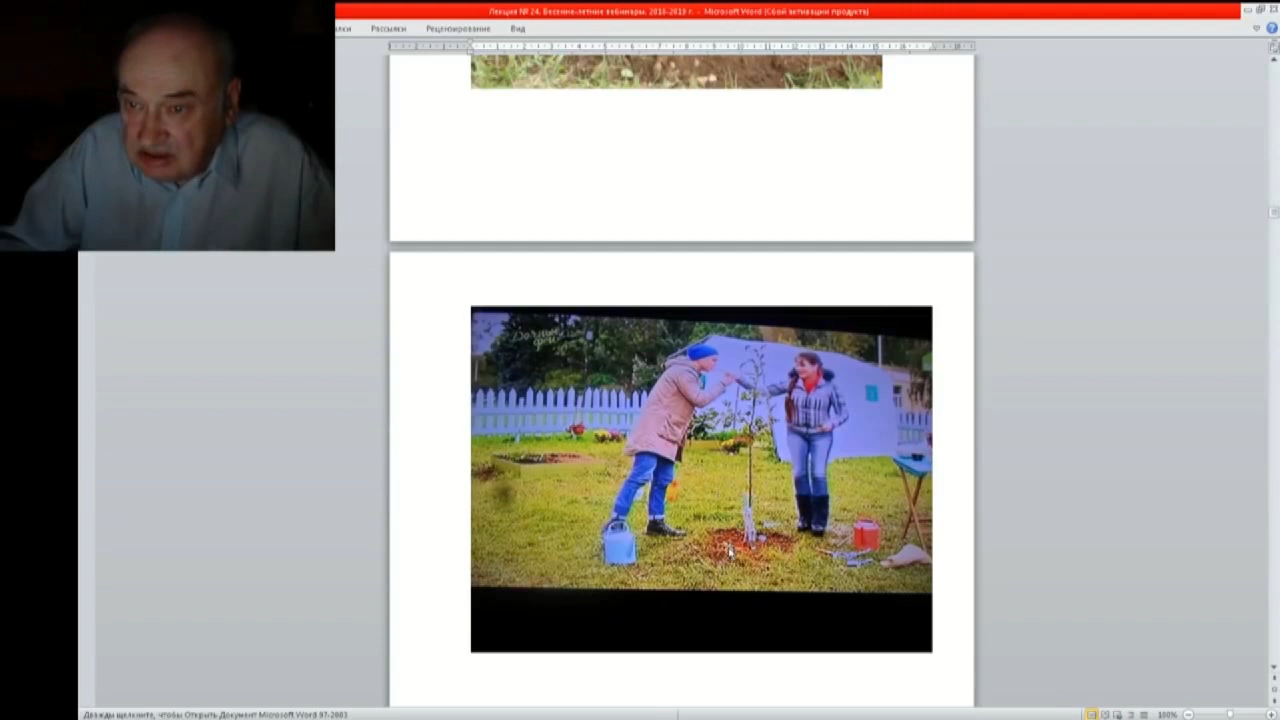 Лекция № 24. Весенне-летние вебинары. 2018-2019 г. - Microsoft Word (Сбой активации продукта)
лки Рассылки Рецензирование Вид
Дважды щелкните, чтобы Открыть Документ Microsoft Word 97-2003
100%